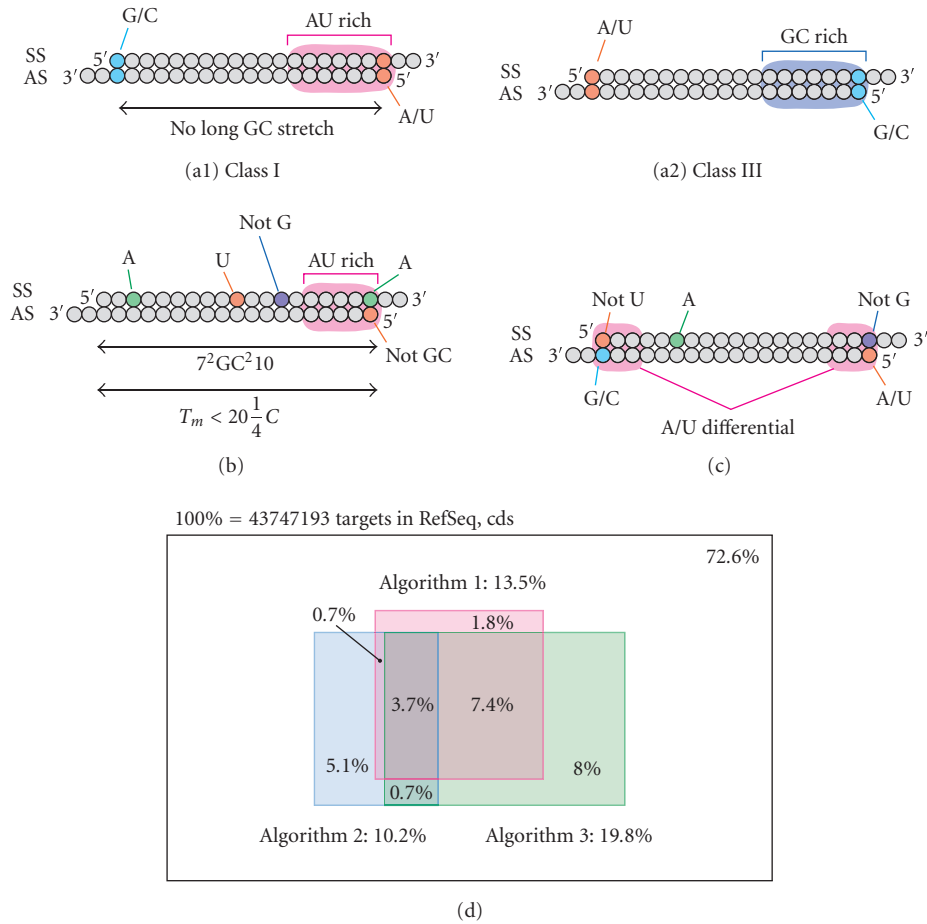 G/C
AU rich
SS 5′ 3′
AS 3′ 5′
A/U
No long GC stretch
(a1) Class I
A/U
GC rich
SS 5′ 3′
AS 3′ 5′
G/C
(a2) Class III
Not G
A U AU rich A
SS 5′ 3′
AS 3′ 5′
Not GC
7²GC²10
Tm < 20 1/4 C
(b)
Not U A Not G
SS 5′ 3′
AS 3′ 5′
G/C A/U
A/U differential
(c)
100% = 43747193 targets in RefSeq, cds
72.6%
Algorithm 1: 13.5%
0.7%
1.8%
3.7% 7.4%
5.1% 8%
0.7%
Algorithm 2: 10.2% Algorithm 3: 19.8%
(d)